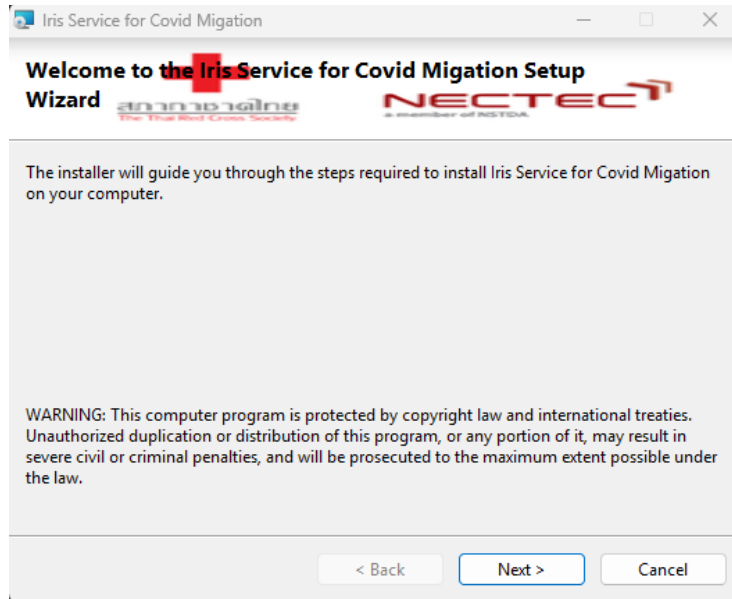 Iris Service for Covid Migation
Welcome to the Iris Service for Covid Migation Setup
Wizard
สภากาชาดไทย
The Thai Red Cross Society
NECTEC
a member of NSTDA
The installer will guide you through the steps required to install Iris Service for Covid Migation
on your computer.
WARNING: This computer program is protected by copyright law and international treaties.
Unauthorized duplication or distribution of this program, or any portion of it, may result in
severe civil or criminal penalties, and will be prosecuted to the maximum extent possible under
the law.
< Back
Next >
Cancel